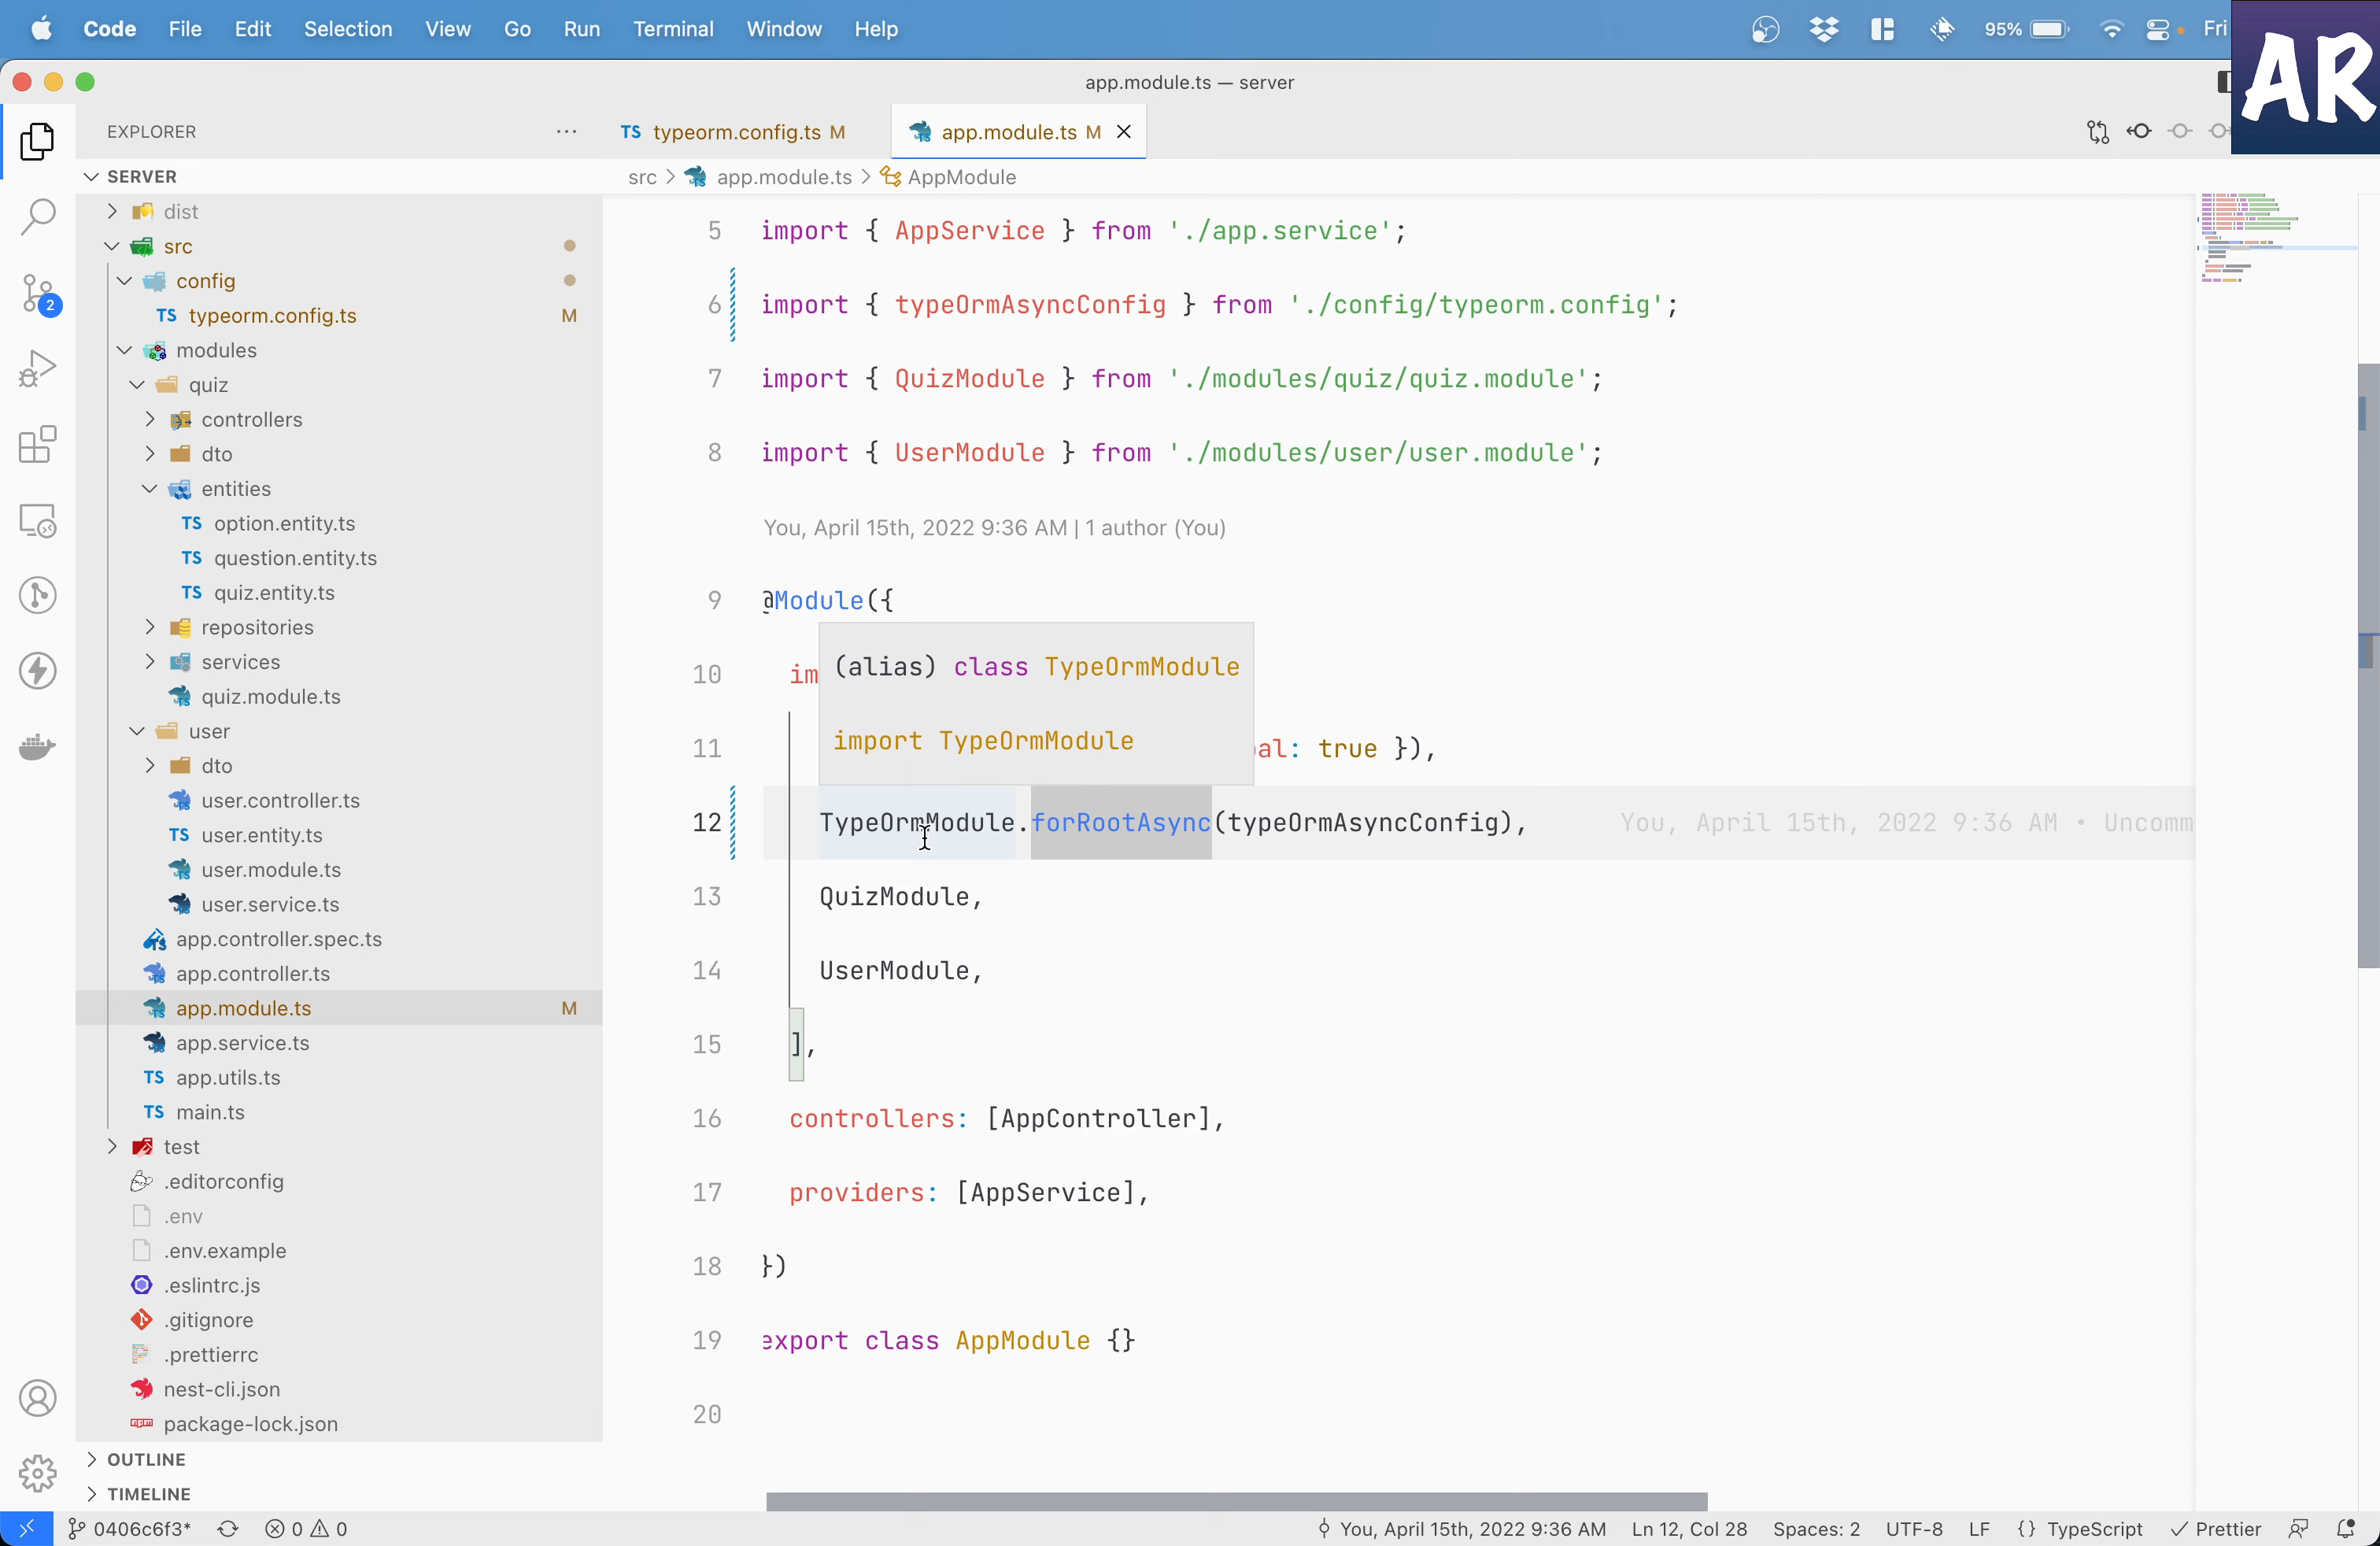 Code File Edit Selection View Go Run Terminal Window Help 95% Fri
AR
app.module.ts — server
EXPLORER
SERVER
dist
src
config
TS typeorm.config.ts M
modules
quiz
controllers
dto
entities
TS option.entity.ts
TS question.entity.ts
TS quiz.entity.ts
repositories
services
quiz.module.ts
user
dto
user.controller.ts
TS user.entity.ts
user.module.ts
user.service.ts
app.controller.spec.ts
app.controller.ts
app.module.ts M
app.service.ts
TS app.utils.ts
TS main.ts
test
.editorconfig
.env
.env.example
.eslintrc.js
.gitignore
.prettierrc
nest-cli.json
package-lock.json
OUTLINE
TIMELINE
2
TS typeorm.config.ts M app.module.ts M
src > app.module.ts > AppModule
5 import { AppService } from './app.service';
6 import { typeOrmAsyncConfig } from './config/typeorm.config';
7 import { QuizModule } from './modules/quiz/quiz.module';
8 import { UserModule } from './modules/user/user.module';
You, April 15th, 2022 9:36 AM | 1 author (You)
9 @Module({
10 im
(alias) class TypeOrmModule
import TypeOrmModule
11 al: true }),
12 TypeOrmModule.forRootAsync(typeOrmAsyncConfig), You, April 15th, 2022 9:36 AM • Uncomm
13 QuizModule,
14 UserModule,
15 ],
16 controllers: [AppController],
17 providers: [AppService],
18 })
19 export class AppModule {}
20
0406c6f3* 0 0 You, April 15th, 2022 9:36 AM Ln 12, Col 28 Spaces: 2 UTF-8 LF {} TypeScript Prettier